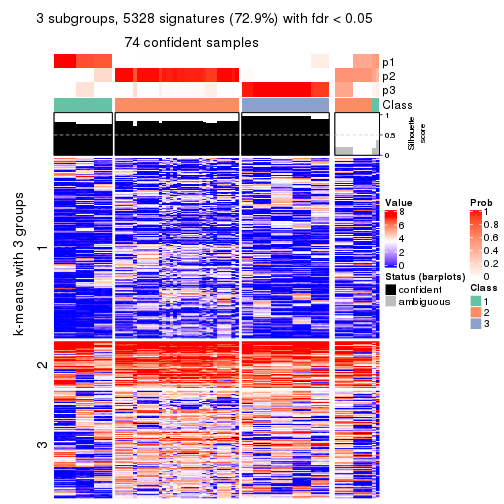 3 subgroups, 5328 signatures (72.9%) with fdr < 0.05
74 confident samples
p1
p2
p3
Class
1
0.5
0
Silhouette
score
k-means with 3 groups
1
2
3
Value
8
6
4
2
0
Status (barplots)
confident
ambiguous
Prob
1
0.8
0.6
0.4
0.2
0
Class
1
2
3